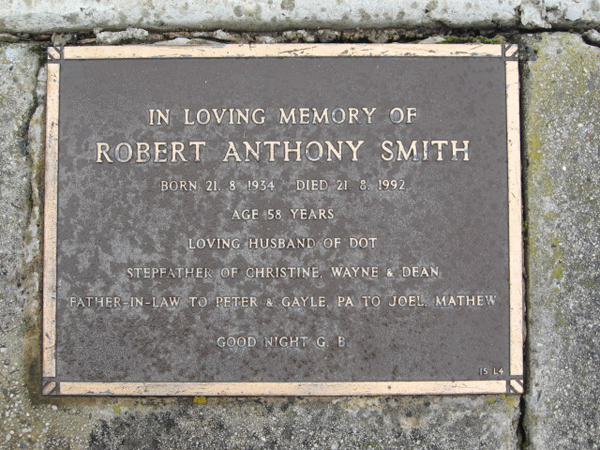 IN LOVING MEMORY OF
ROBERT ANTHONY SMITH
BORN 21. 8. 1934 DIED 21. 8. 1992
AGE 58 YEARS
LOVING HUSBAND OF DOT
STEPFATHER OF CHRISTINE, WAYNE & DEAN
FATHER-IN-LAW TO PETER & GAYLE, PA TO JOEL, MATHEW
GOOD NIGHT G. B.
15 L4